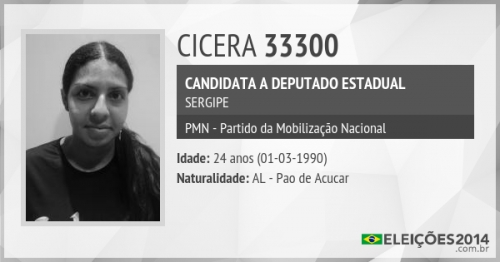 CICERA 33300
CANDIDATA A DEPUTADO ESTADUAL
SERGIPE
PMN - Partido da Mobilização Nacional
Idade: 24 anos (01-03-1990)
Naturalidade: AL - Pao de Acucar
ELEIÇÕES2014
.com.br